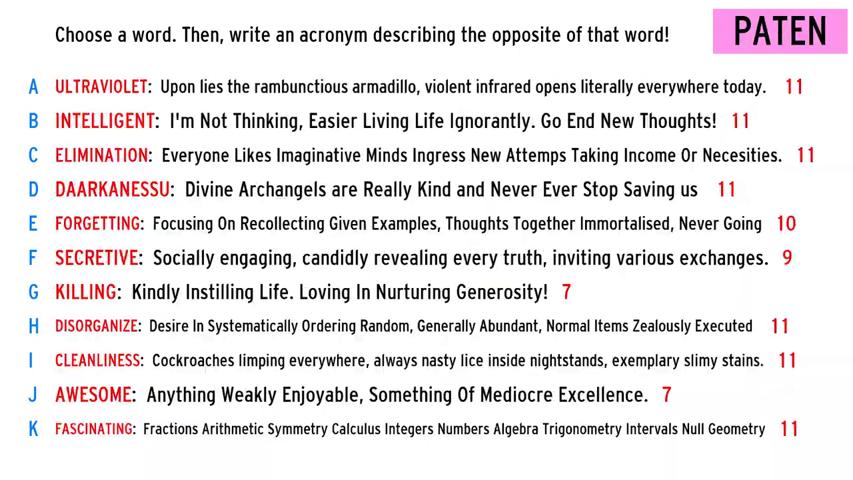 Choose a word. Then, write an acronym describing the opposite of that word!
PATEN
A ULTRAVIOLET: Upon lies the rambunctious armadillo, violent infrared opens literally everywhere today. 11
B INTELLIGENT: I'm Not Thinking, Easier Living Life Ignorantly. Go End New Thoughts! 11
C ELIMINATION: Everyone Likes Imaginative Minds Ingress New Attemps Taking Income Or Necesities. 11
D DAARKANESSU: Divine Archangels are Really Kind and Never Ever Stop Saving us 11
E FORGETTING: Focusing On Recollecting Given Examples, Thoughts Together Immortalised, Never Going 10
F SECRETIVE: Socially engaging, candidly revealing every truth, inviting various exchanges. 9
G KILLING: Kindly Instilling Life. Loving In Nurturing Generosity! 7
H DISORGANIZE: Desire In Systematically Ordering Random, Generally Abundant, Normal Items Zealously Executed 11
I CLEANLINESS: Cockroaches limping everywhere, always nasty lice inside nightstands, exemplary slimy stains. 11
J AWESOME: Anything Weakly Enjoyable, Something Of Mediocre Excellence. 7
K FASCINATING: Fractions Arithmetic Symmetry Calculus Integers Numbers Algebra Trigonometry Intervals Null Geometry 11